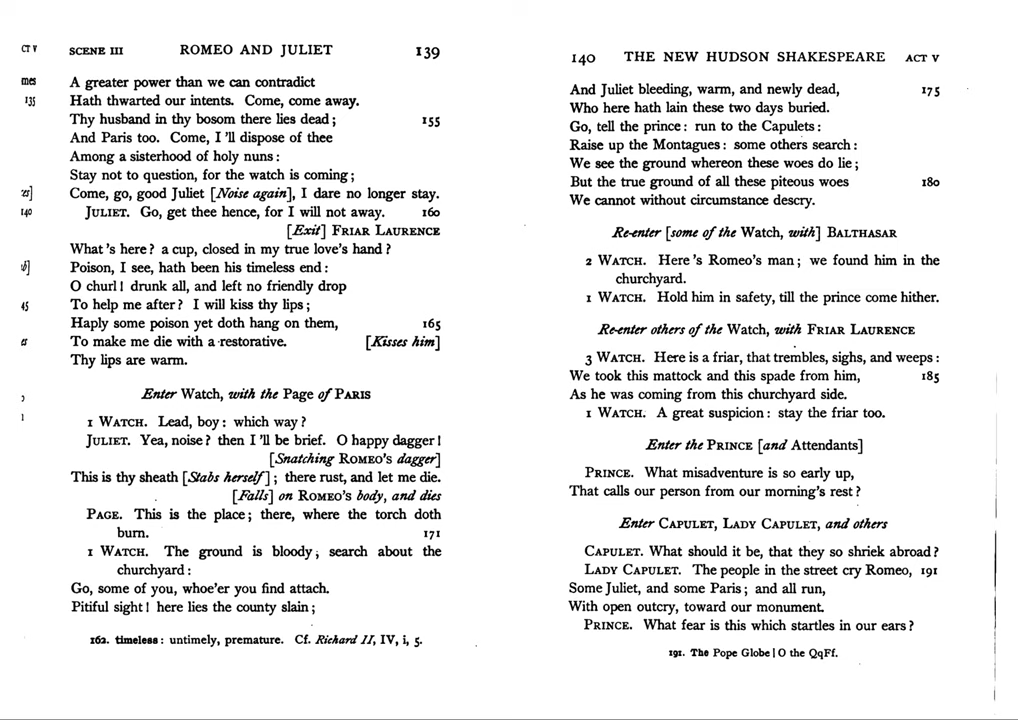 CT V
SCENE III ROMEO AND JULIET 139
mes
135
140
45
A greater power than we can contradict
Hath thwarted our intents. Come, come away.
Thy husband in thy bosom there lies dead; 155
And Paris too. Come, I 'll dispose of thee
Among a sisterhood of holy nuns:
Stay not to question, for the watch is coming;
Come, go, good Juliet [Noise again], I dare no longer stay.
JULIET. Go, get thee hence, for I will not away. 160
[Exit] FRIAR LAURENCE
What 's here? a cup, closed in my true love's hand?
Poison, I see, hath been his timeless end:
O churl! drunk all, and left no friendly drop
To help me after? I will kiss thy lips;
Haply some poison yet doth hang on them, 165
To make me die with a restorative. [Kisses him]
Thy lips are warm.
Enter Watch, with the Page of PARIS
1 WATCH. Lead, boy: which way?
JULIET. Yea, noise? then I 'll be brief. O happy dagger!
[Snatching ROMEO'S dagger]
This is thy sheath [Stabs herself]; there rust, and let me die.
[Falls] on ROMEO'S body, and dies
PAGE. This is the place; there, where the torch doth
burn. 171
1 WATCH. The ground is bloody; search about the
churchyard:
Go, some of you, whoe'er you find attach.
Pitiful sight! here lies the county slain;
162. timeless: untimely, premature. Cf. Richard II, IV, i, 5.
140 THE NEW HUDSON SHAKESPEARE ACT V
And Juliet bleeding, warm, and newly dead, 175
Who here hath lain these two days buried.
Go, tell the prince: run to the Capulets:
Raise up the Montagues: some others search:
We see the ground whereon these woes do lie;
But the true ground of all these piteous woes 180
We cannot without circumstance descry.
Re-enter [some of the Watch, with] BALTHASAR
2 WATCH. Here 's Romeo's man; we found him in the
churchyard.
1 WATCH. Hold him in safety, till the prince come hither.
Re-enter others of the Watch, with FRIAR LAURENCE
3 WATCH. Here is a friar, that trembles, sighs, and weeps:
We took this mattock and this spade from him, 185
As he was coming from this churchyard side.
1 WATCH. A great suspicion: stay the friar too.
Enter the PRINCE [and Attendants]
PRINCE. What misadventure is so early up,
That calls our person from our morning's rest?
Enter CAPULET, LADY CAPULET, and others
CAPULET. What should it be, that they so shriek abroad?
LADY CAPULET. The people in the street cry Romeo, 191
Some Juliet, and some Paris; and all run,
With open outcry, toward our monument.
PRINCE. What fear is this which startles in our ears?
191. The Pope Globe | O the QqFf.